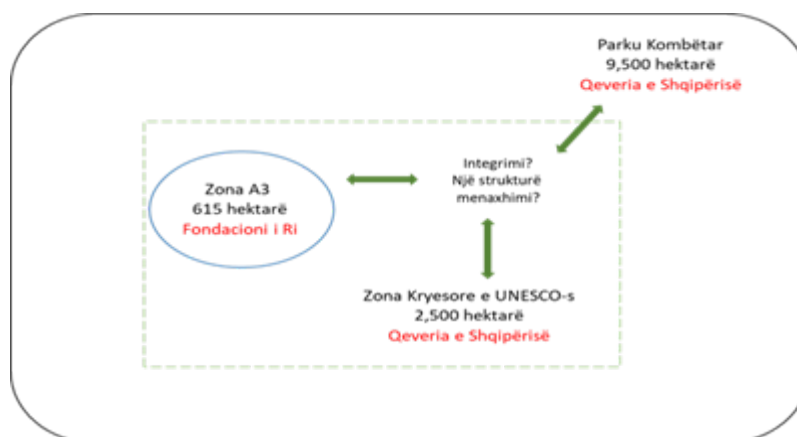 Parku Kombëtar
9,500 hektarë
Qeveria e Shqipërisë
Integrimi?
Një strukturë
menaxhimi?
Zona A3
615 hektarë
Fondacioni i Ri
Zona Kryesore e UNESCO-s
2,500 hektarë
Qeveria e Shqipërisë